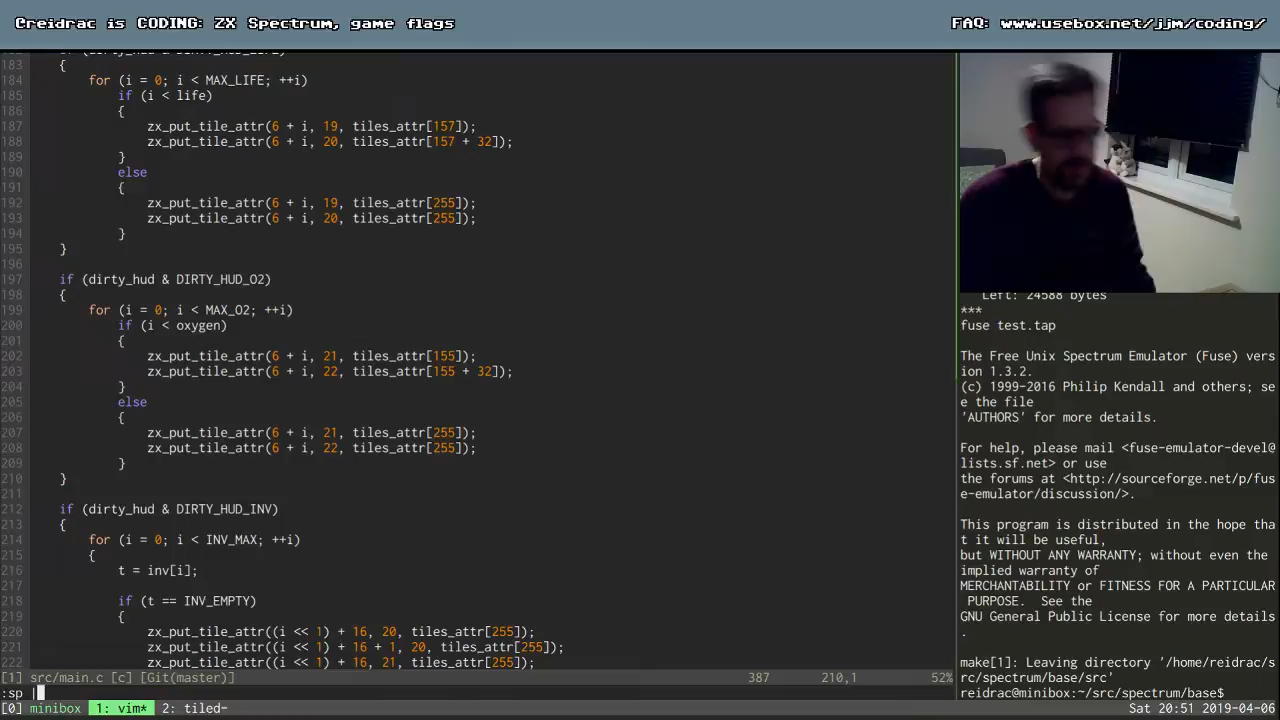 Creidrac is CODING: ZX Spectrum, game flags
FAQ: www.usebox.net/jjm/coding/
183 {
184 for (i = 0; i < MAX_LIFE; ++i)
185 if (i < life)
186 {
187 zx_put_tile_attr(6 + i, 19, tiles_attr[157]);
188 zx_put_tile_attr(6 + i, 20, tiles_attr[157 + 32]);
189 }
190 else
191 {
192 zx_put_tile_attr(6 + i, 19, tiles_attr[255]);
193 zx_put_tile_attr(6 + i, 20, tiles_attr[255]);
194 }
195 }
196
197 if (dirty_hud & DIRTY_HUD_O2)
198 {
199 for (i = 0; i < MAX_O2; ++i)
200 if (i < oxygen)
201 {
202 zx_put_tile_attr(6 + i, 21, tiles_attr[155]);
203 zx_put_tile_attr(6 + i, 22, tiles_attr[155 + 32]);
204 }
205 else
206 {
207 zx_put_tile_attr(6 + i, 21, tiles_attr[255]);
208 zx_put_tile_attr(6 + i, 22, tiles_attr[255]);
209 }
210 }
211
212 if (dirty_hud & DIRTY_HUD_INV)
213 {
214 for (i = 0; i < INV_MAX; ++i)
215 {
216 t = inv[i];
217
218 if (t == INV_EMPTY)
219 {
220 zx_put_tile_attr((i << 1) + 16, 20, tiles_attr[255]);
221 zx_put_tile_attr((i << 1) + 16 + 1, 20, tiles_attr[255]);
222 zx_put_tile_attr((i << 1) + 16, 21, tiles_attr[255]);
[1] src/main.c [c] [Git(master)] 387 210,1 52%
:sp |
Left: 24588 bytes
***
fuse test.tap
The Free Unix Spectrum Emulator (Fuse) vers
ion 1.3.2.
(c) 1999-2016 Philip Kendall and others; se
e the file
'AUTHORS' for more details.
For help, please mail <fuse-emulator-devel@
lists.sf.net> or use
the forums at <http://sourceforge.net/p/fus
e-emulator/discussion/>.
This program is distributed in the hope tha
t it will be useful,
but WITHOUT ANY WARRANTY; without even the
implied warranty of
MERCHANTABILITY or FITNESS FOR A PARTICULAR
PURPOSE. See the
GNU General Public License for more details
.
make[1]: Leaving directory '/home/reidrac/s
rc/spectrum/base/src'
reidrac@minibox:~/src/spectrum/base$
[0] minibox 1: vim* 2: tiled- Sat 20:51 2019-04-06